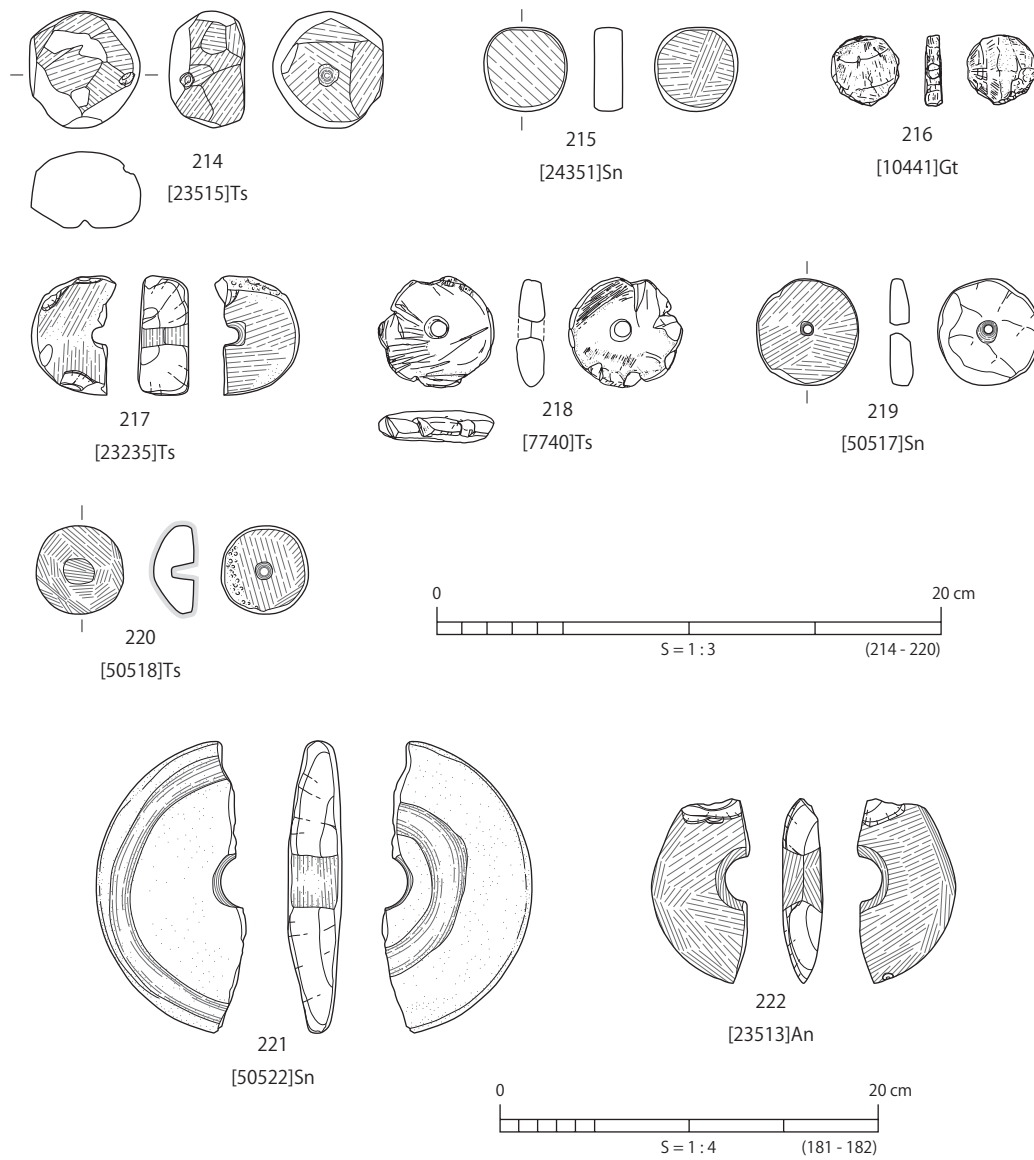 214
[23515]Ts
215
[24351]Sn
216
[10441]Gt
217
[23235]Ts
218
[7740]Ts
219
[50517]Sn
220
[50518]Ts
0 20 cm
S = 1 : 3 (214 - 220)
221
[50522]Sn
222
[23513]An
0 20 cm
S = 1 : 4 (181 - 182)